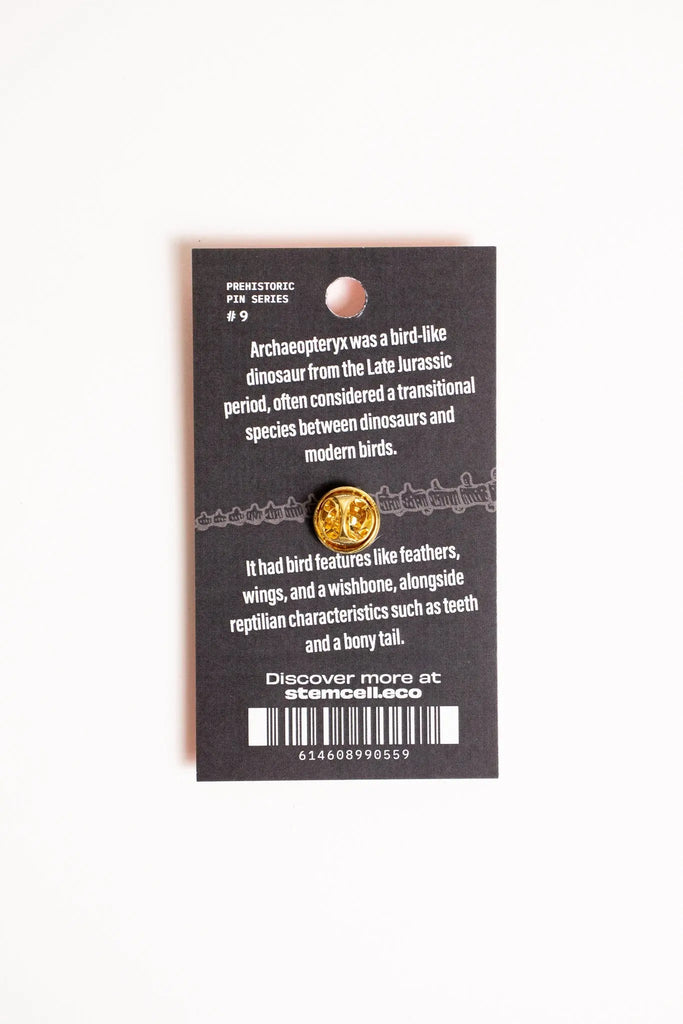 PREHISTORIC
PIN SERIES
#9
Archaeopteryx was a bird-like
dinosaur from the Late Jurassic
period, often considered a transitional
species between dinosaurs and
modern birds.
It had bird features like feathers,
wings, and a wishbone, alongside
reptilian characteristics such as teeth
and a bony tail.
Discover more at
stemcell.eco
614608990559